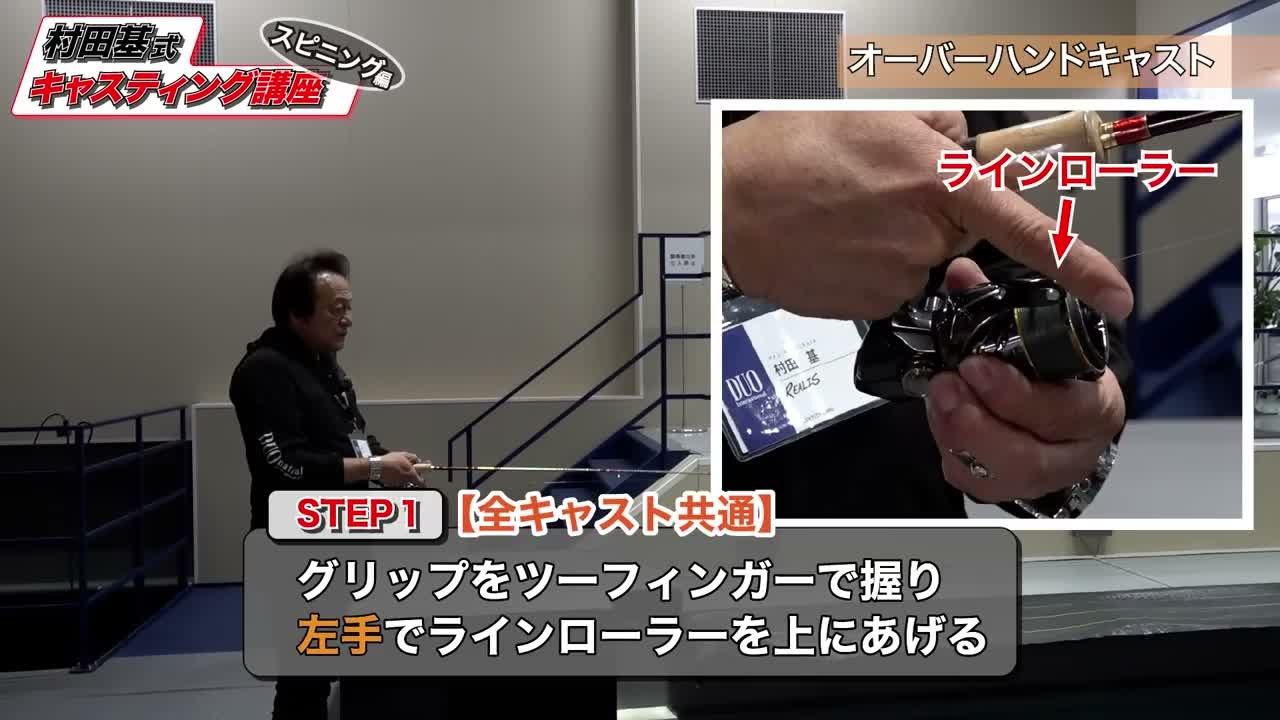 村田基式
キャスティング講座
スピニング編
オーバーハンドキャスト
ラインローラー
村田 基
REALIS
DUO
International
STEP 1
【全キャスト共通】
グリップをツーフィンガーで握り
左手でラインローラーを上にあげる